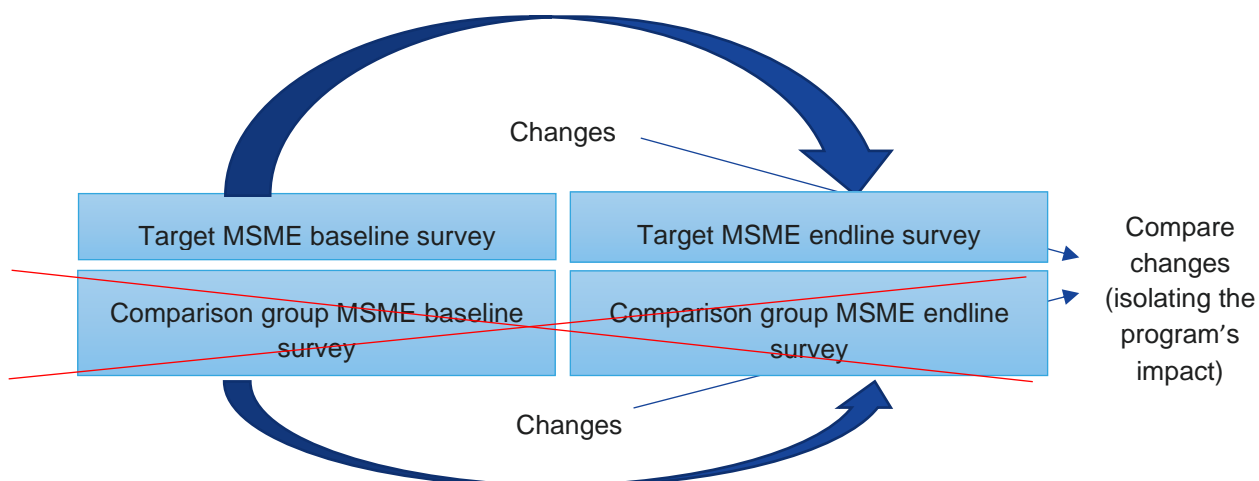 Changes
Target MSME baseline survey
Target MSME endline survey
Comparison group MSME baseline
survey
Comparison group MSME endline
survey
Compare
changes
(isolating the
program's
impact)
Changes